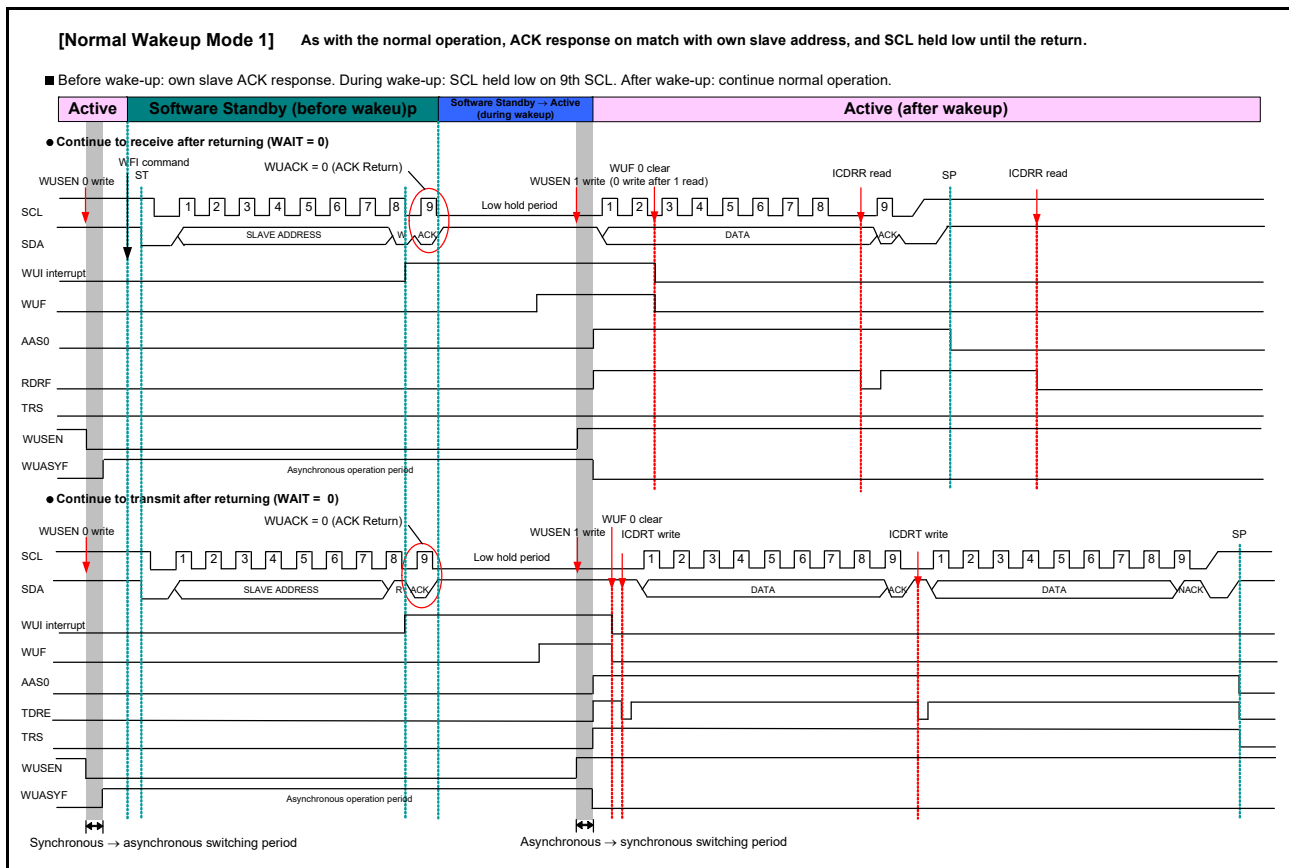 [Normal Wakeup Mode 1] As with the normal operation, ACK response on match with own slave address, and SCL held low until the return.
■ Before wake-up: own slave ACK response. During wake-up: SCL held low on 9th SCL. After wake-up: continue normal operation.
Active Software Standby (before wakeu)p Software Standby → Active (during wakeup) Active (after wakeup)
● Continue to receive after returning (WAIT = 0)
WFI command
ST
WUACK = 0 (ACK Return)
WUF 0 clear
(0 write after 1 read)
ICDRR read
SP
ICDRR read
WUSEN 0 write
WUSEN 1 write
SCL 1 2 3 4 5 6 7 8 9 Low hold period 1 2 3 4 5 6 7 8 9
SDA SLAVE ADDRESS W ACK DATA ACK
WUI interrupt
WUF
AAS0
RDRF
TRS
WUSEN
WUASYF Asynchronous operation period
● Continue to transmit after returning (WAIT = 0)
WUACK = 0 (ACK Return)
WUF 0 clear
WUSEN 0 write
WUSEN 1 write
ICDRT write
ICDRT write
SP
SCL 1 2 3 4 5 6 7 8 9 Low hold period 1 2 3 4 5 6 7 8 9 1 2 3 4 5 6 7 8 9
SDA SLAVE ADDRESS R ACK DATA ACK DATA NACK
WUI interrupt
WUF
AAS0
TDRE
TRS
WUSEN
WUASYF Asynchronous operation period
Synchronous → asynchronous switching period
Asynchronous → synchronous switching period